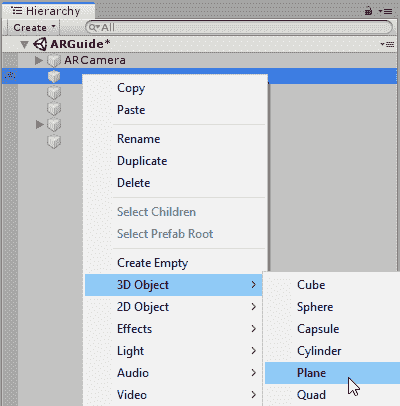 Hierarchy
Create
All
ARGuide*
ARCamera
Copy
Paste
Rename
Duplicate
Delete
Select Children
Select Prefab Root
Create Empty
3D Object
2D Object
Effects
Light
Audio
Video
Cube
Sphere
Capsule
Cylinder
Plane
Quad